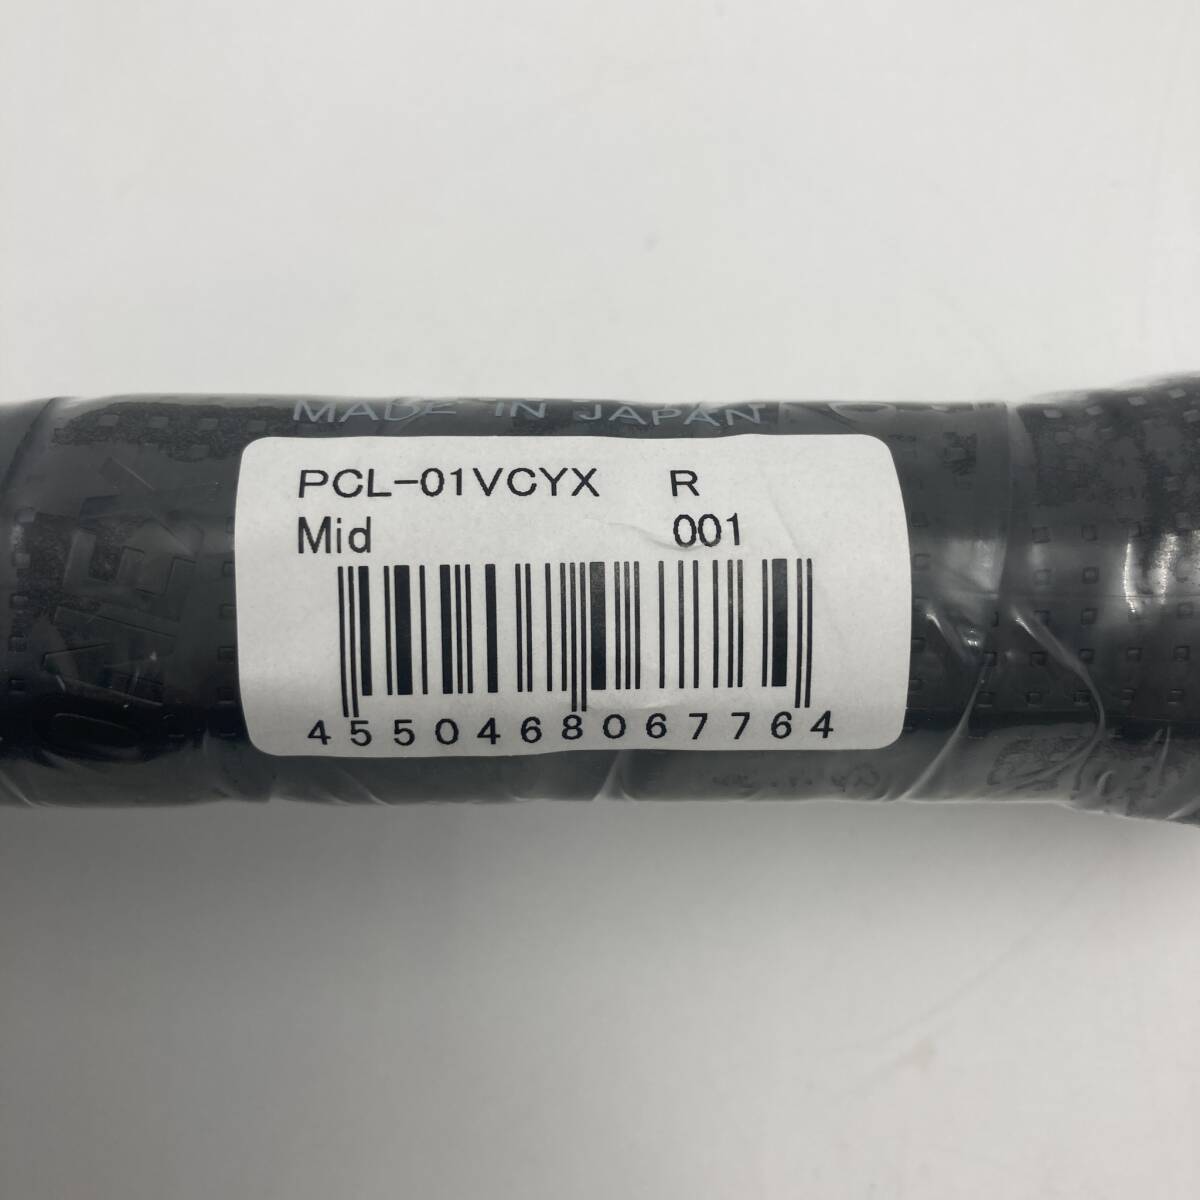 MADE IN JAPAN
PCL-01VCYX R
Mid 001
4550468067764